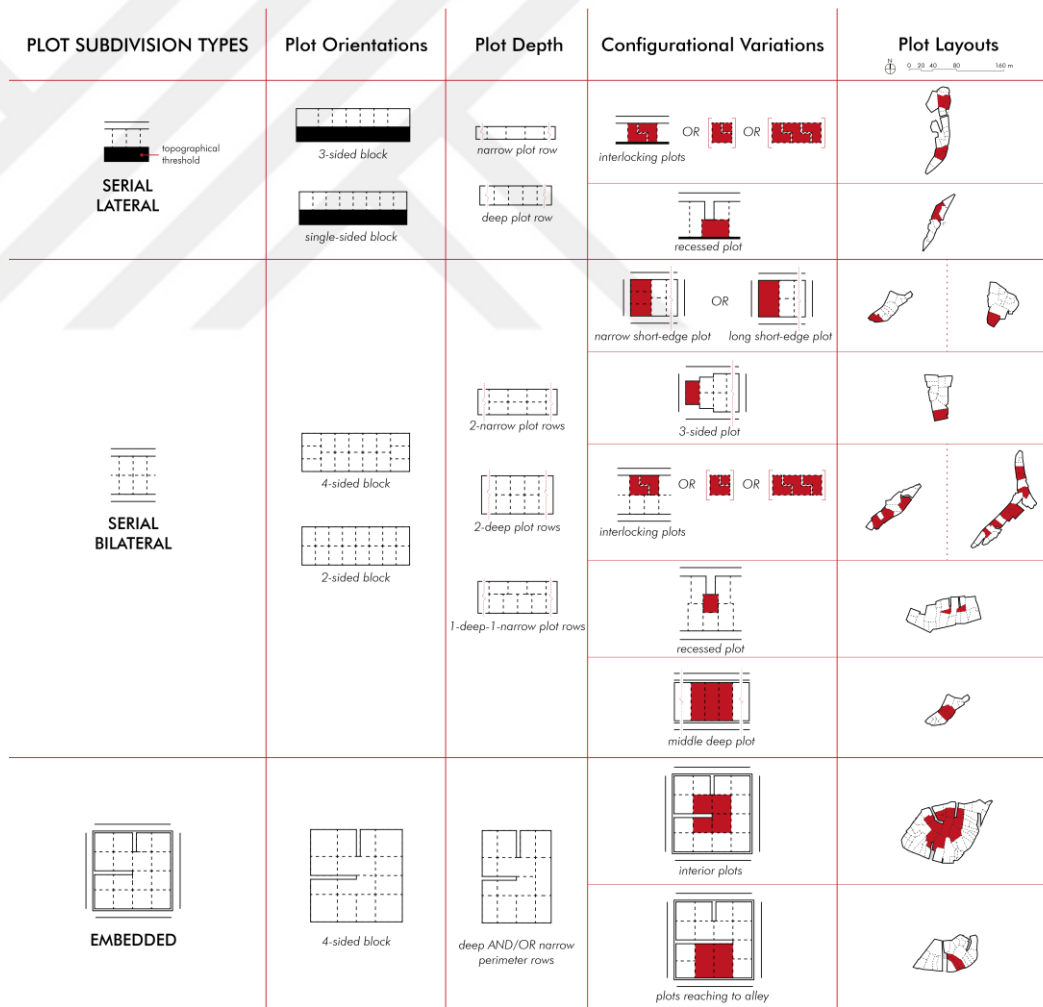 PLOT SUBDIVISION TYPES
Plot Orientations
Plot Depth
Configurational Variations
Plot Layouts
N
0 20 40 80 160 m
topographical
threshold
SERIAL
LATERAL
3-sided block
single-sided block
narrow plot row
deep plot row
OR
OR
interlocking plots
recessed plot
SERIAL
BILATERAL
4-sided block
2-sided block
2-narrow plot rows
2-deep plot rows
1-deep-1-narrow plot rows
OR
narrow short-edge plot
long short-edge plot
3-sided plot
OR
OR
interlocking plots
recessed plot
middle deep plot
EMBEDDED
4-sided block
deep AND/OR narrow
perimeter rows
interior plots
plots reaching to alley